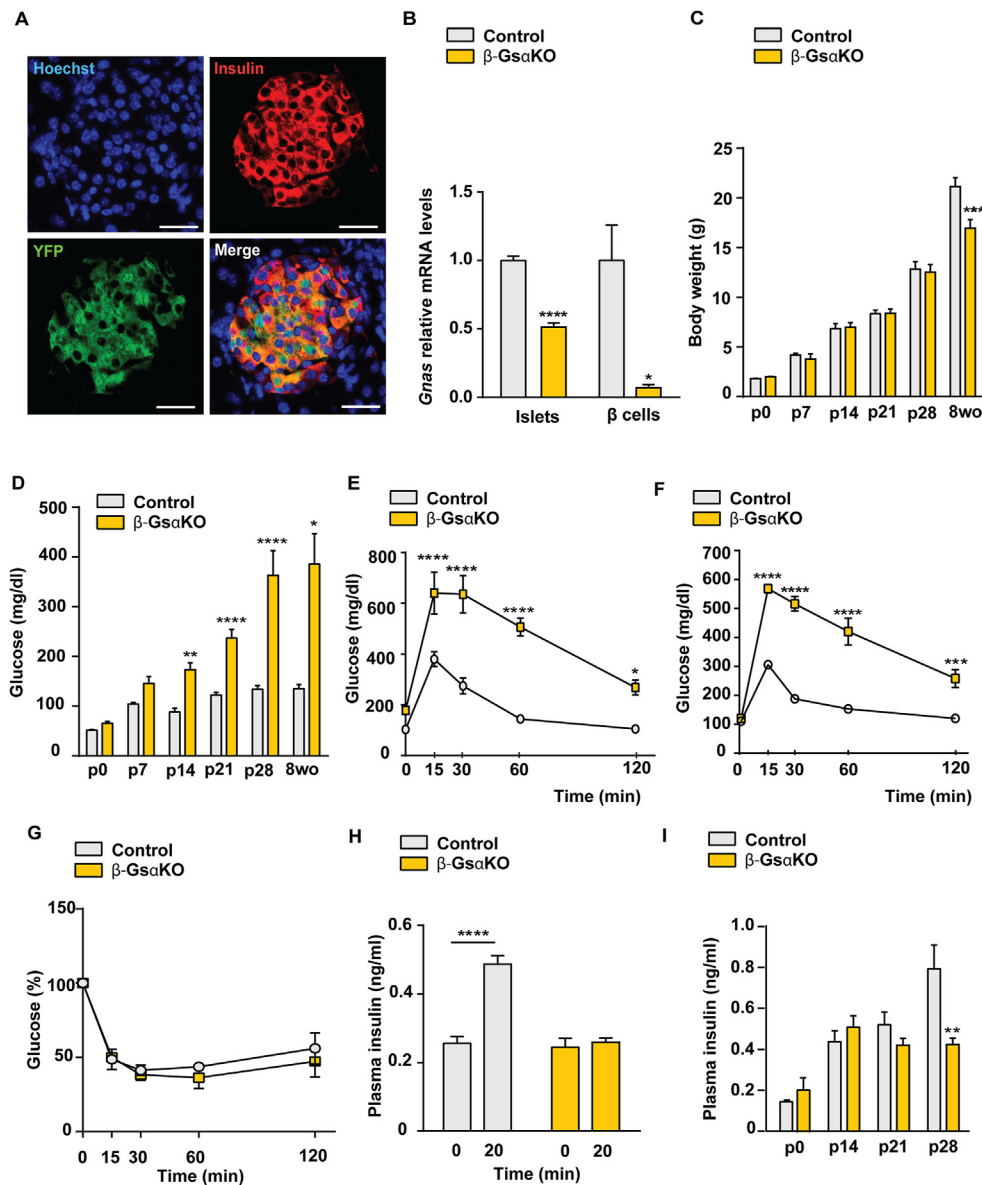 A
Hoechst
Insulin
YFP
Merge
B
Control
β-GsαKO
Gnas relative mRNA levels
1.5
1.0
0.5
0.0
****
*
Islets
β cells
C
Control
β-GsαKO
Body weight (g)
25
20
15
10
5
0
***
p0 p7 p14 p21 p28 8wo
D
Control
β-GsαKO
Glucose (mg/dl)
500
400
300
200
100
0
** **** **** *
p0 p7 p14 p21 p28 8wo
E
Control
β-GsαKO
Glucose (mg/dl)
800
600
400
200
0
**** **** **** *
0 15 30 60 120
Time (min)
F
Control
β-GsαKO
Glucose (mg/dl)
700
600
500
400
300
200
100
0
**** **** **** ***
0 15 30 60 120
Time (min)
G
Control
β-GsαKO
Glucose (%)
150
100
50
0
0 15 30 60 120
Time (min)
H
Control
β-GsαKO
Plasma insulin (ng/ml)
0.6
0.4
0.2
0
****
0 20 0 20
Time (min)
I
Control
β-GsαKO
Plasma insulin (ng/ml)
1.0
0.8
0.6
0.4
0.2
0
**
p0 p14 p21 p28